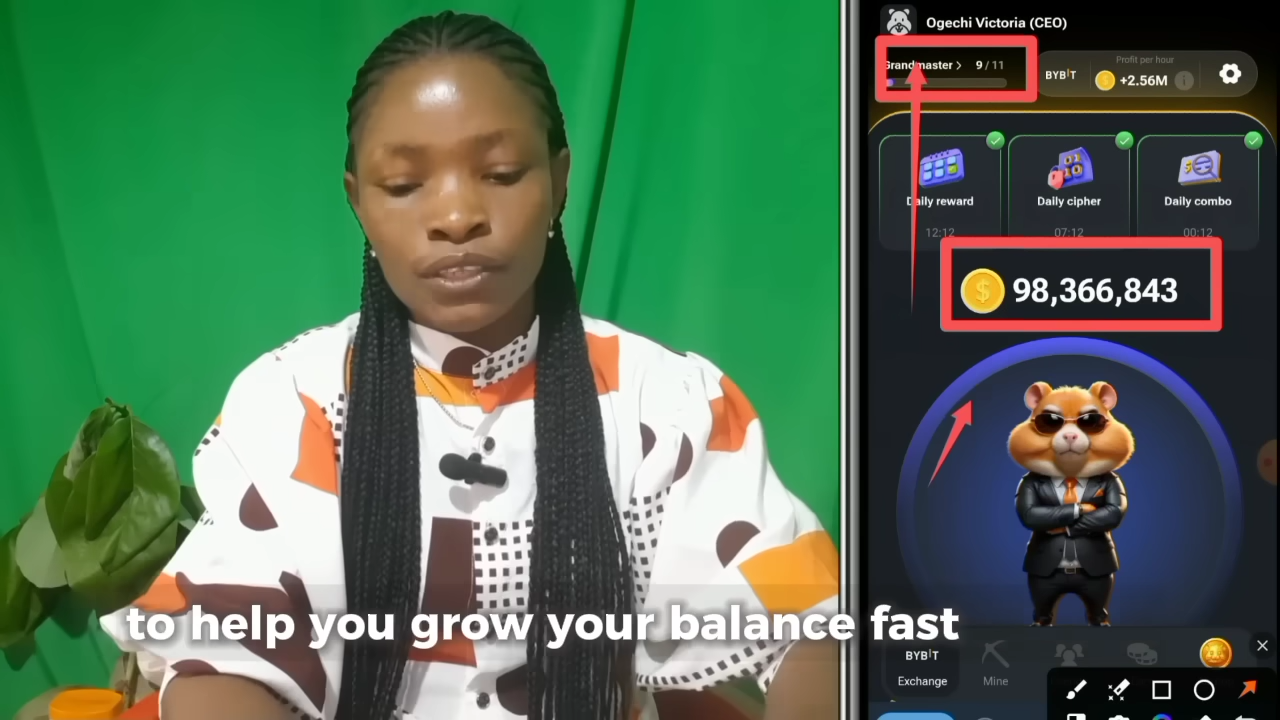 Ogechi Victoria (CEO)
Grandmaster > 9 / 11
BYBIT
Profit per hour
+2.56M
Daily reward
Daily cipher
Daily combo
12:12
07:12
00:12
98,366,843
to help you grow your balance fast
BYBIT
Exchange
Mine